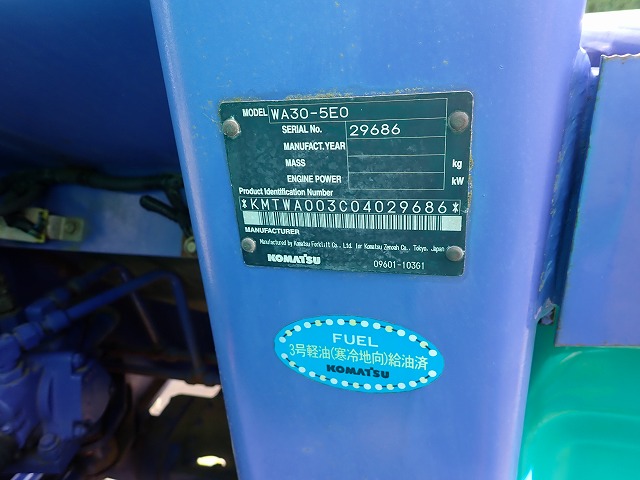 MODEL WA30-5E0
SERIAL No. 29686
MANUFACT. YEAR
MASS kg
ENGINE POWER kW
Product Identification Number
*KMTWA003C04029686*
MANUFACTURER
Manufactured by Komatsu Forklift Co., Ltd. for Komatsu Zenoah Co., Tokyo, Japan
KOMATSU 09601-103G1
FUEL
3号軽油(寒冷地向)給油済
KOMATSU